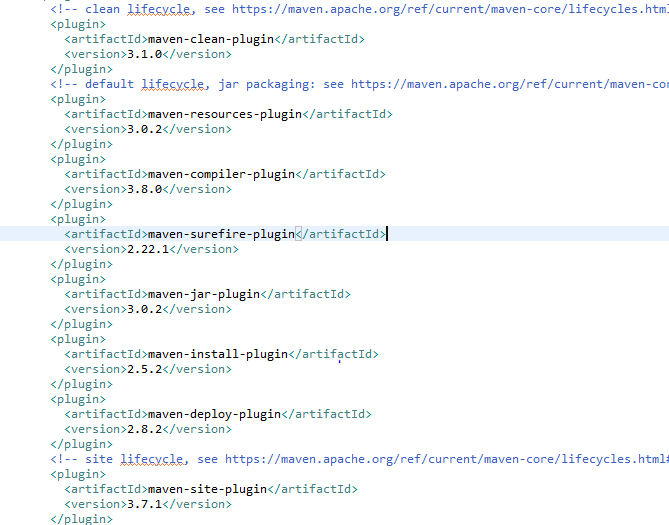 <!-- clean lifecycle, see https://maven.apache.org/ref/current/maven-core/lifecycles.html
<plugin>
<artifactId>maven-clean-plugin</artifactId>
<version>3.1.0</version>
</plugin>
<!-- default lifecycle, jar packaging: see https://maven.apache.org/ref/current/maven-cor
<plugin>
<artifactId>maven-resources-plugin</artifactId>
<version>3.0.2</version>
</plugin>
<plugin>
<artifactId>maven-compiler-plugin</artifactId>
<version>3.8.0</version>
</plugin>
<plugin>
<artifactId>maven-surefire-plugin</artifactId>
<version>2.22.1</version>
</plugin>
<plugin>
<artifactId>maven-jar-plugin</artifactId>
<version>3.0.2</version>
</plugin>
<plugin>
<artifactId>maven-install-plugin</artifactId>
<version>2.5.2</version>
</plugin>
<plugin>
<artifactId>maven-deploy-plugin</artifactId>
<version>2.8.2</version>
</plugin>
<!-- site lifecycle, see https://maven.apache.org/ref/current/maven-core/lifecycles.html#
<plugin>
<artifactId>maven-site-plugin</artifactId>
<version>3.7.1</version>
</plugin>